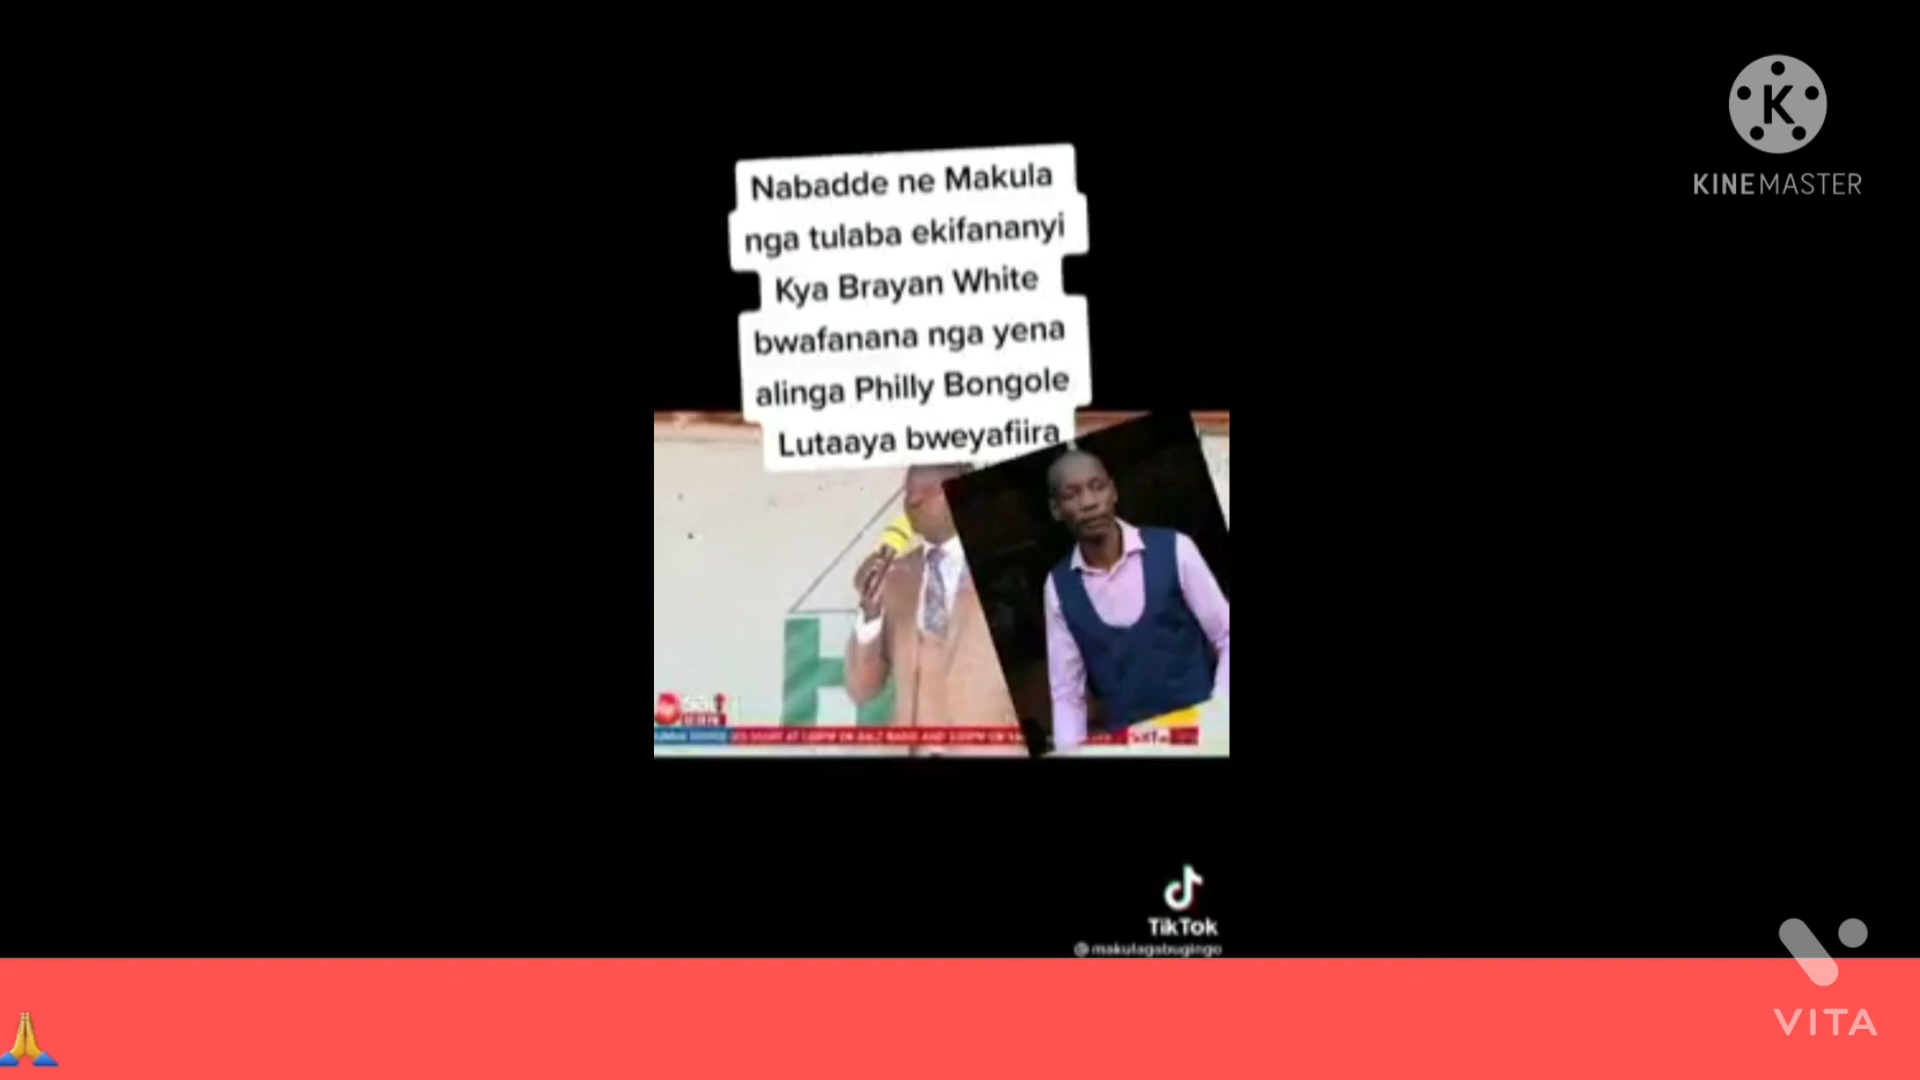 KINEMASTER
Nabadde ne Makula
nga tulaba ekifananyi
Kya Brayan White
bwafanana nga yena
alinga Philly Bongole
Lutaaya bweyafiira
H
salt
TikTok
@makulagabugingo
VITA